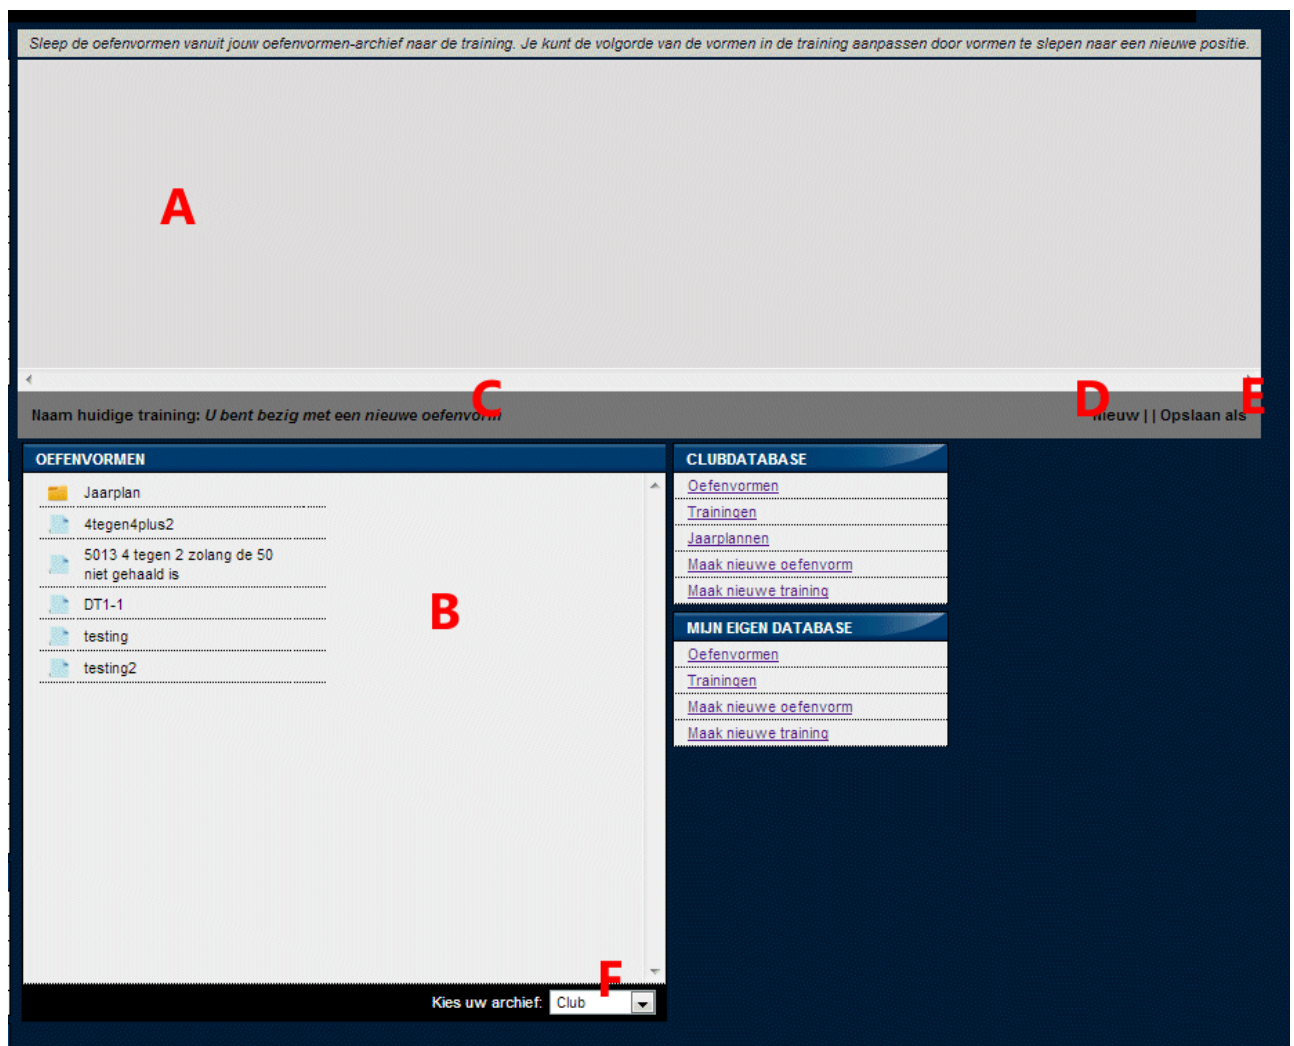 Sleep de oefenvormen vanuit jouw oefenvormen-archief naar de training. Je kunt de volgorde van de vormen in de training aanpassen door vormen te slepen naar een nieuwe positie.
A
C
D
E
Naam huidige training: U bent bezig met een nieuwe oefenvorm
Nieuw | | Opslaan als
OEFENVORMEN
Jaarplan
4tegen4plus2
5013 4 tegen 2 zolang de 50
niet gehaald is
DT1-1
testing
testing2
B
F
Kies uw archief: Club
CLUBDATABASE
Oefenvormen
Trainingen
Jaarplannen
Maak nieuwe oefenvorm
Maak nieuwe training
MIJN EIGEN DATABASE
Oefenvormen
Trainingen
Maak nieuwe oefenvorm
Maak nieuwe training